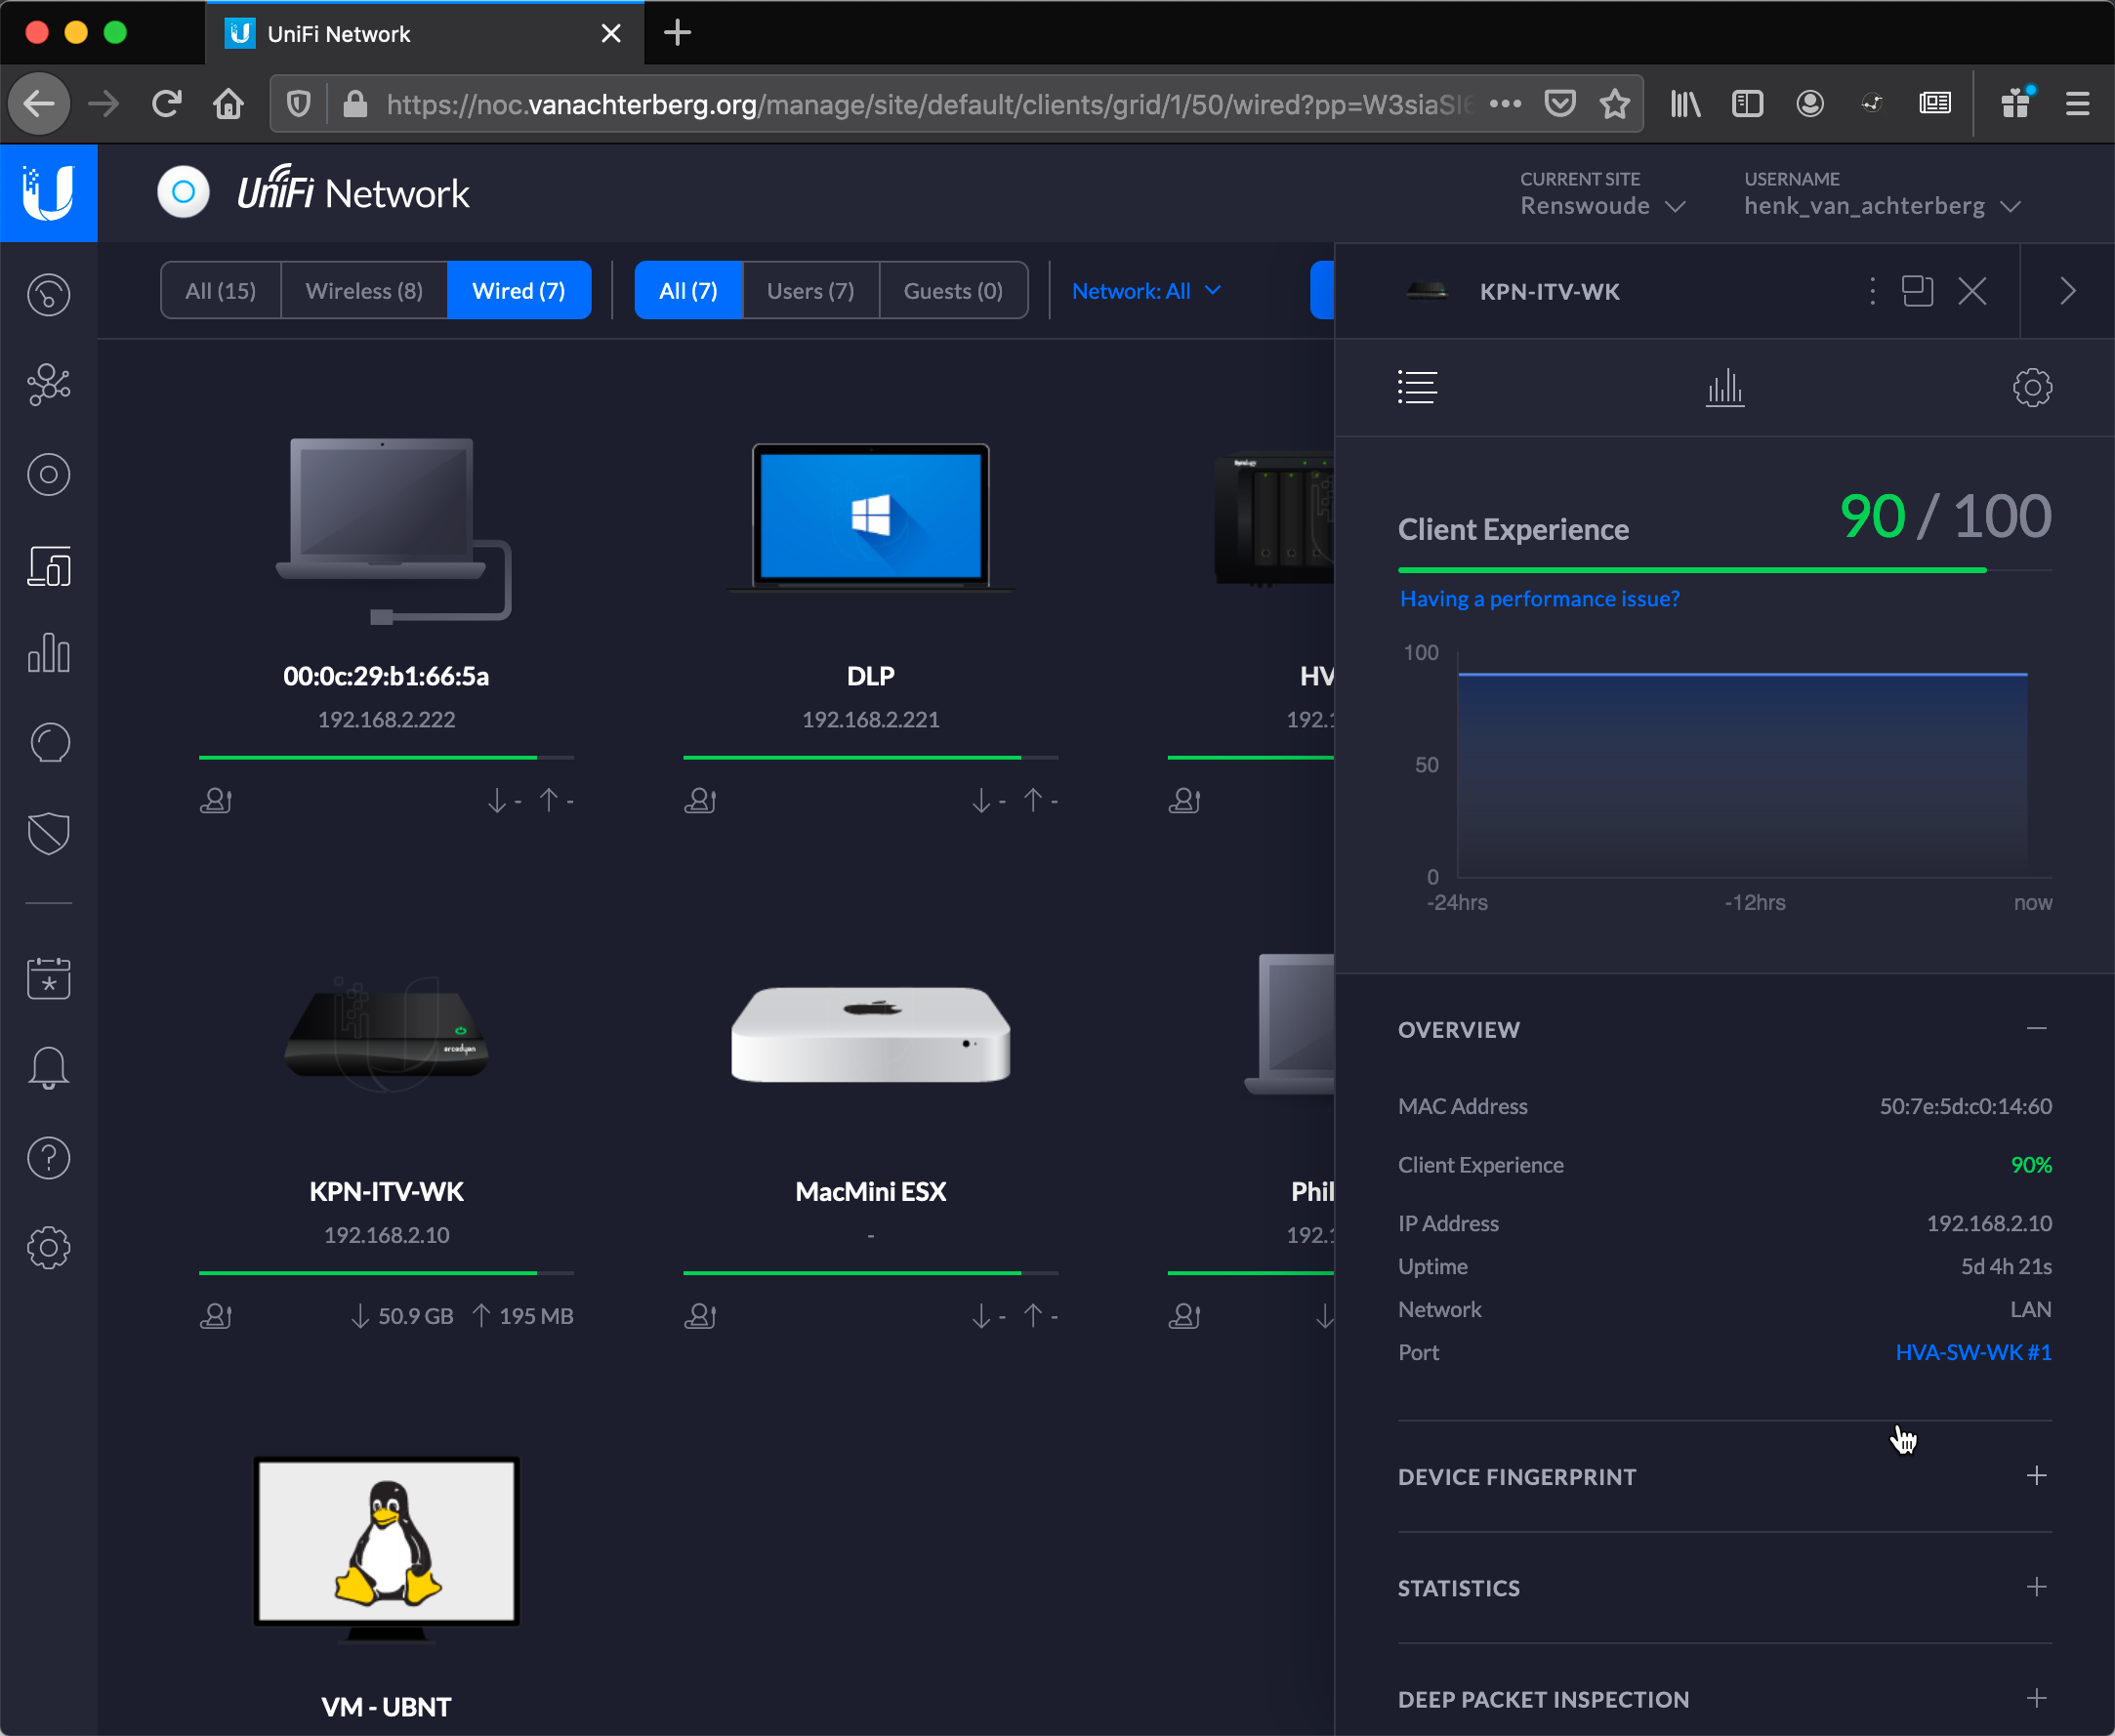 UniFi Network
https://noc.vanachterberg.org/manage/site/default/clients/grid/1/50/wired?pp=W3siaSI6
UniFi Network
CURRENT SITE
Renswoude
USERNAME
henk_van_achterberg
All (15)
Wireless (8)
Wired (7)
All (7)
Users (7)
Guests (0)
Network: All
00:0c:29:b1:66:5a
192.168.2.222
- -
DLP
192.168.2.221
- -
Synology
HV
192.1
arcadyan
KPN-ITV-WK
192.168.2.10
50.9 GB 195 MB
MacMini ESX
-
- -
Phil
192.1
VM - UBNT
KPN-ITV-WK
Client Experience
90 / 100
Having a performance issue?
100
50
0
-24hrs -12hrs now
OVERVIEW
MAC Address 50:7e:5d:c0:14:60
Client Experience 90%
IP Address 192.168.2.10
Uptime 5d 4h 21s
Network LAN
Port HVA-SW-WK #1
DEVICE FINGERPRINT
STATISTICS
DEEP PACKET INSPECTION